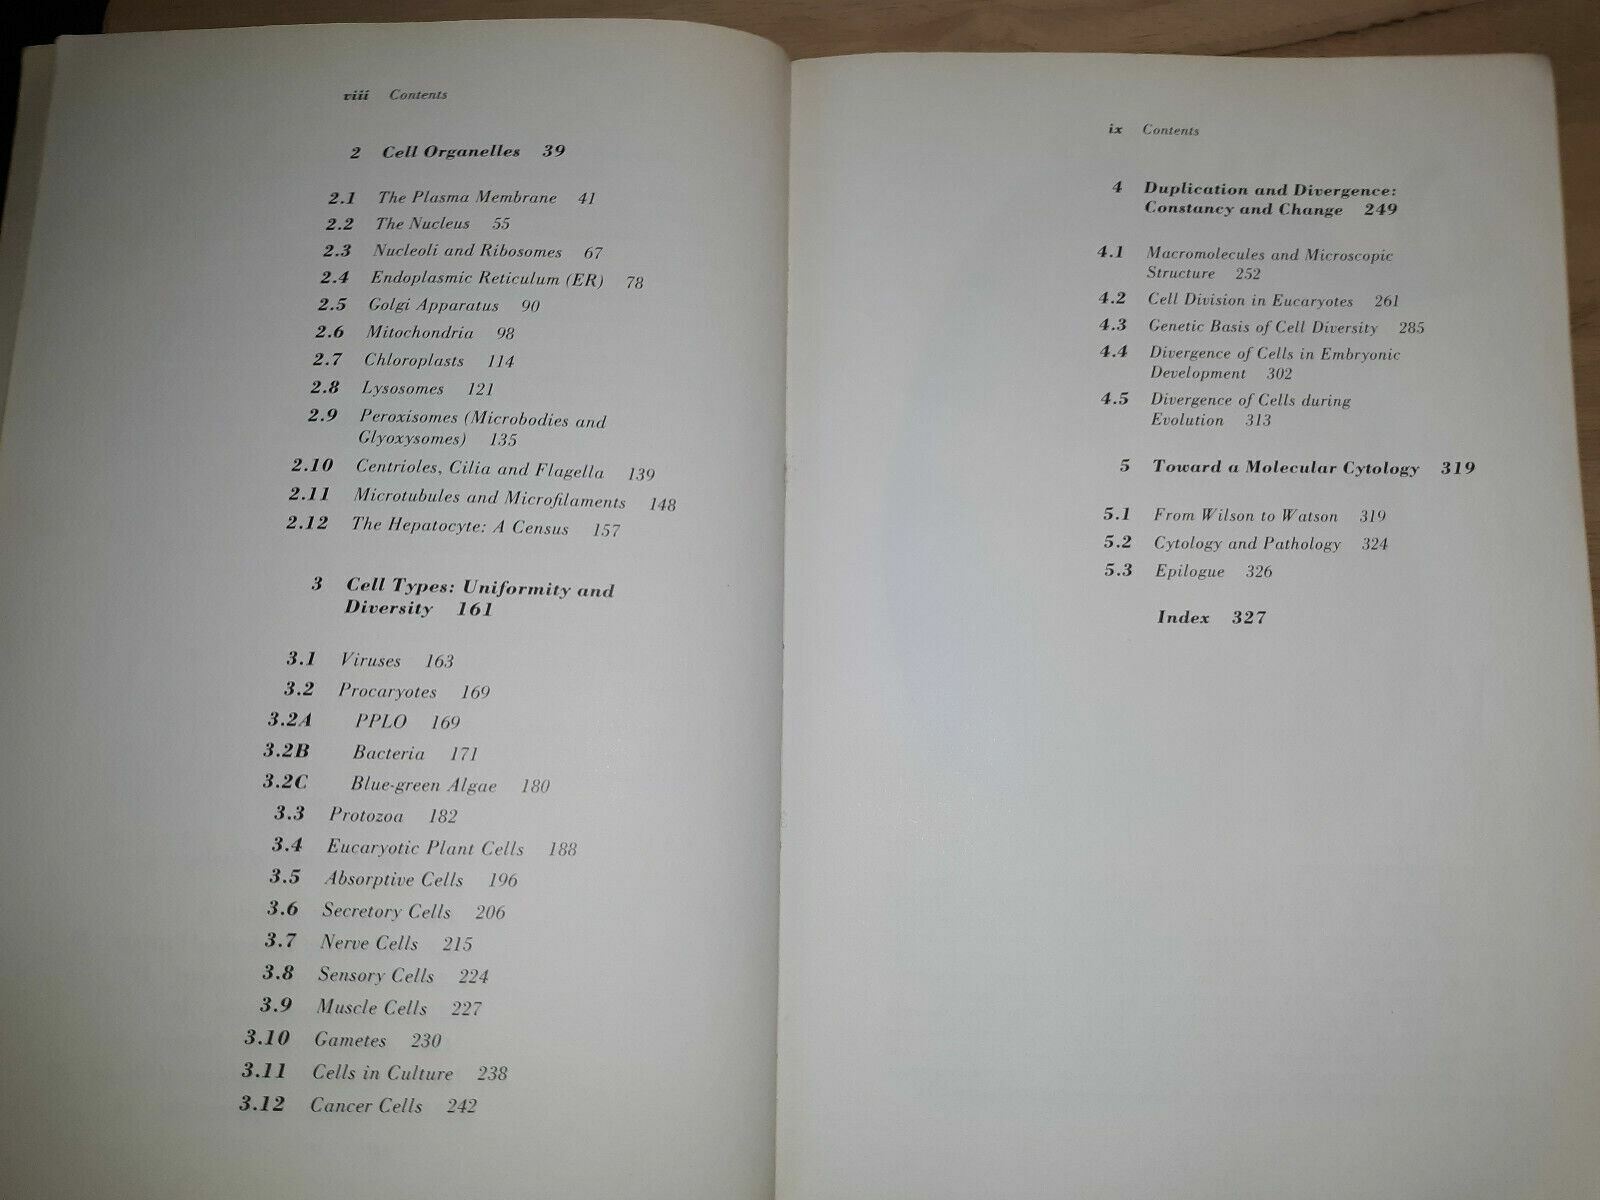 viii Contents
2 Cell Organelles 39
2.1 The Plasma Membrane 41
2.2 The Nucleus 55
2.3 Nucleoli and Ribosomes 67
2.4 Endoplasmic Reticulum (ER) 78
2.5 Golgi Apparatus 90
2.6 Mitochondria 98
2.7 Chloroplasts 114
2.8 Lysosomes 121
2.9 Peroxisomes (Microbodies and
Glyoxysomes) 135
2.10 Centrioles, Cilia and Flagella 139
2.11 Microtubules and Microfilaments 148
2.12 The Hepatocyte: A Census 157
3 Cell Types: Uniformity and
Diversity 161
3.1 Viruses 163
3.2 Procaryotes 169
3.2A PPLO 169
3.2B Bacteria 171
3.2C Blue-green Algae 180
3.3 Protozoa 182
3.4 Eucaryotic Plant Cells 188
3.5 Absorptive Cells 196
3.6 Secretory Cells 206
3.7 Nerve Cells 215
3.8 Sensory Cells 224
3.9 Muscle Cells 227
3.10 Gametes 230
3.11 Cells in Culture 238
3.12 Cancer Cells 242
ix Contents
4 Duplication and Divergence:
Constancy and Change 249
4.1 Macromolecules and Microscopic
Structure 252
4.2 Cell Division in Eucaryotes 261
4.3 Genetic Basis of Cell Diversity 285
4.4 Divergence of Cells in Embryonic
Development 302
4.5 Divergence of Cells during
Evolution 313
5 Toward a Molecular Cytology 319
5.1 From Wilson to Watson 319
5.2 Cytology and Pathology 324
5.3 Epilogue 326
Index 327